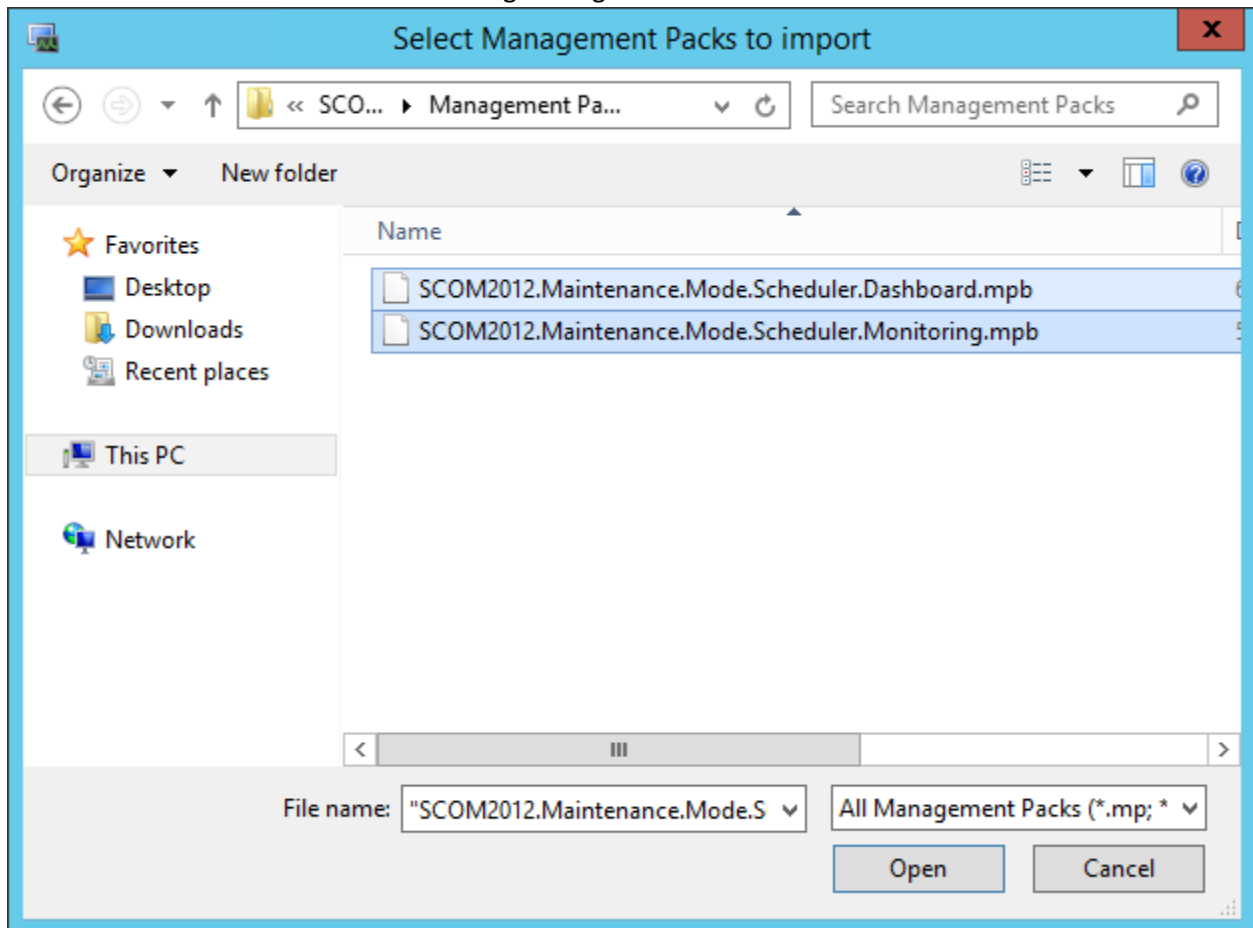 Select Management Packs to import
x
« SCO... ▸ Management Pa...
Search Management Packs
Organize
New folder
Favorites
Desktop
Downloads
Recent places
This PC
Network
Name
SCOM2012.Maintenance.Mode.Scheduler.Dashboard.mpb
SCOM2012.Maintenance.Mode.Scheduler.Monitoring.mpb
File name: "SCOM2012.Maintenance.Mode.S
All Management Packs (*.mp; *
Open
Cancel